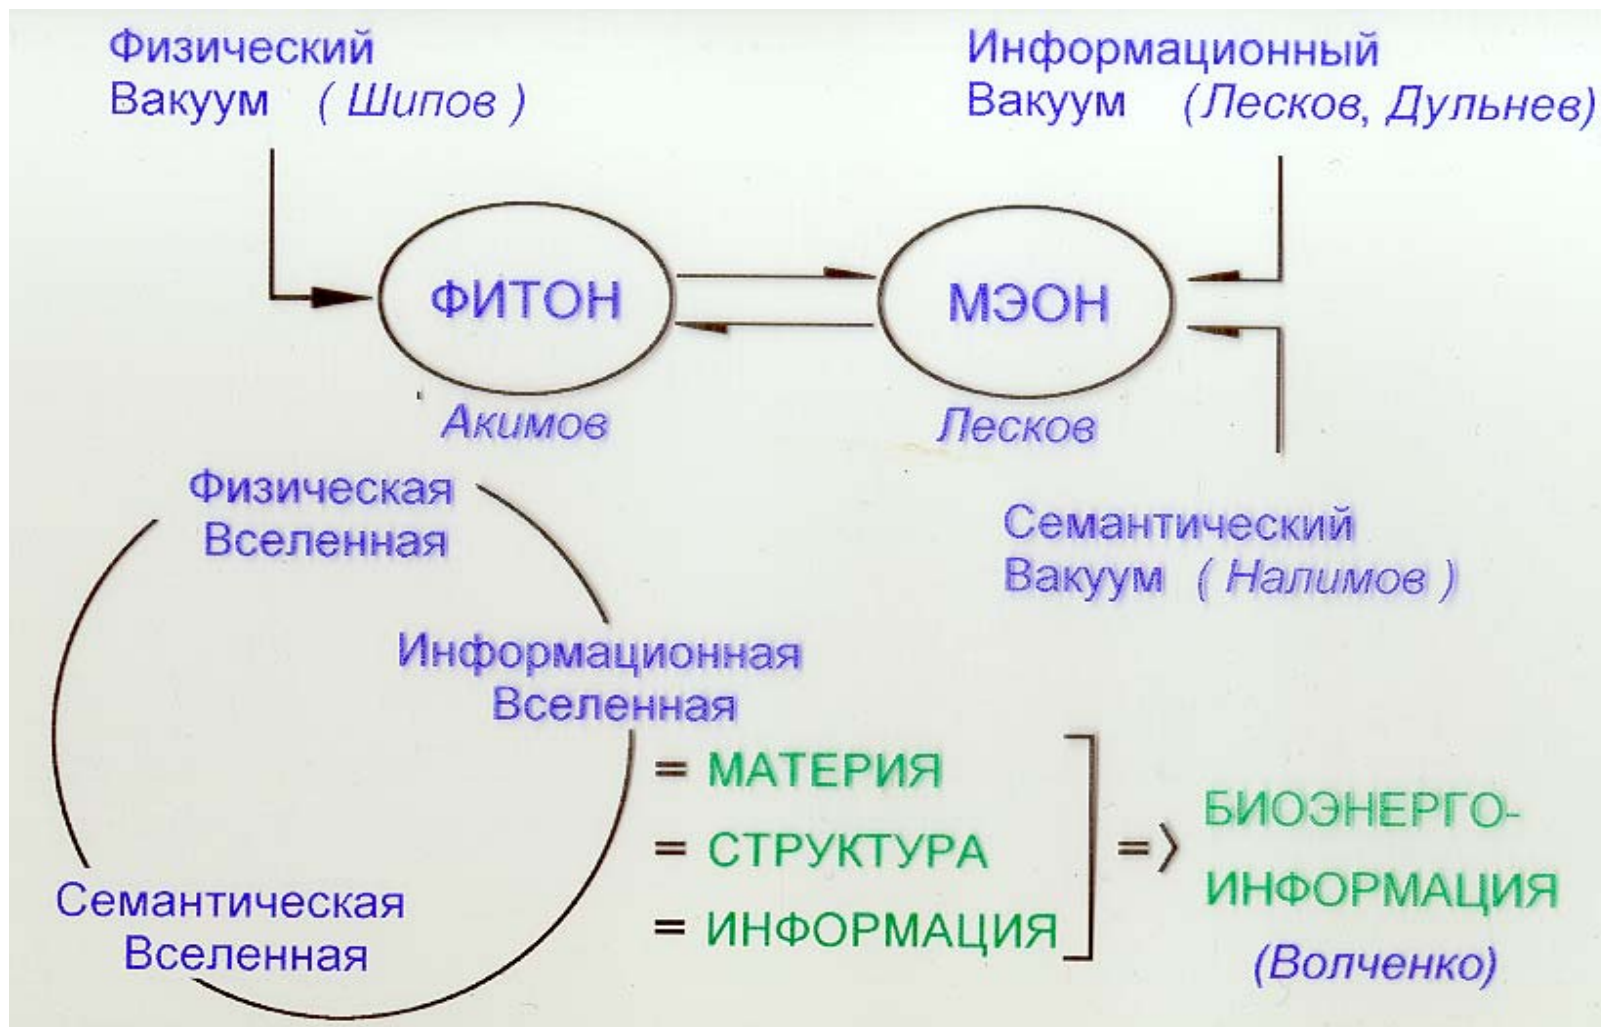 Физический
Вакуум ( Шипов )
Информационный
Вакуум (Лесков, Дульнев)
ФИТОН
МЭОН
Акимов
Лесков
Семантический
Вакуум ( Налимов )
Физическая
Вселенная
Информационная
Вселенная
Семантическая
Вселенная
= МАТЕРИЯ
= СТРУКТУРА
= ИНФОРМАЦИЯ
=>
БИОЭНЕРГО-
ИНФОРМАЦИЯ
(Волченко)